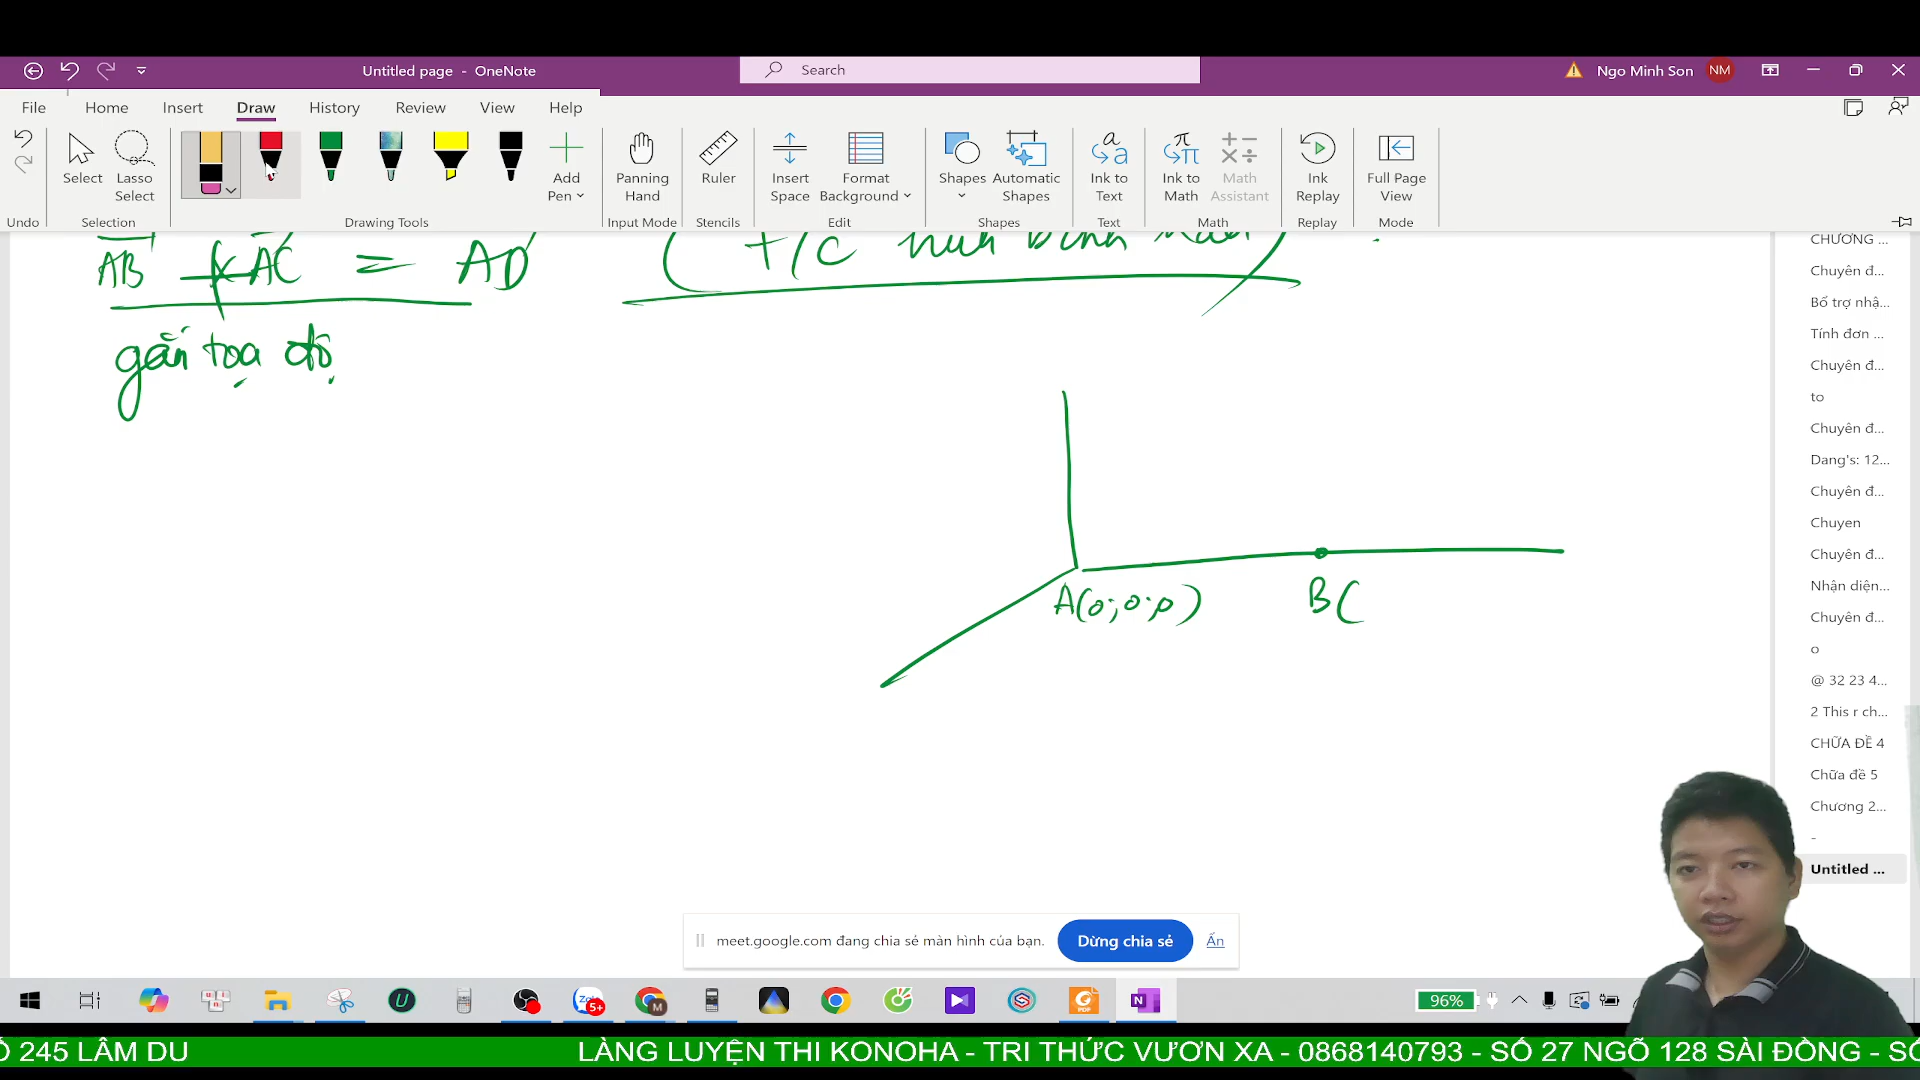 Untitled page - OneNote
Search
Ngo Minh Son
NM
File Home Insert Draw History Review View Help
Select
Lasso Select
Add Pen
Panning Hand
Ruler
Insert Space
Format Background
Shapes
Automatic Shapes
Ink to Text
Ink to Math
Math Assistant
Ink Replay
Full Page View
Undo Selection Drawing Tools Input Mode Stencils Edit Shapes Text Math Replay Mode
AB + AC = AD (T/C hình bình hành)
gắn tọa độ
A(0;0;0)
B(
CHƯƠNG ...
Chuyên đ...
Bổ trợ nhậ...
Tính đơn ...
Chuyên đ...
to
Chuyên đ...
Dang's: 12...
Chuyên đ...
Chuyen
Chuyên đ...
Nhận diện...
Chuyên đ...
o
@ 32 23 4...
2 This r ch...
CHỮA ĐỀ 4
Chữa đề 5
Chương 2...
-
Untitled ...
meet.google.com đang chia sẻ màn hình của bạn.
Dừng chia sẻ
Ẩn
5+
M
96%
Ố 245 LÂM DU
LÀNG LUYỆN THI KONOHA - TRI THỨC VƯƠN XA - 0868140793 - SỐ 27 NGÕ 128 SÀI ĐỒNG - SỐ